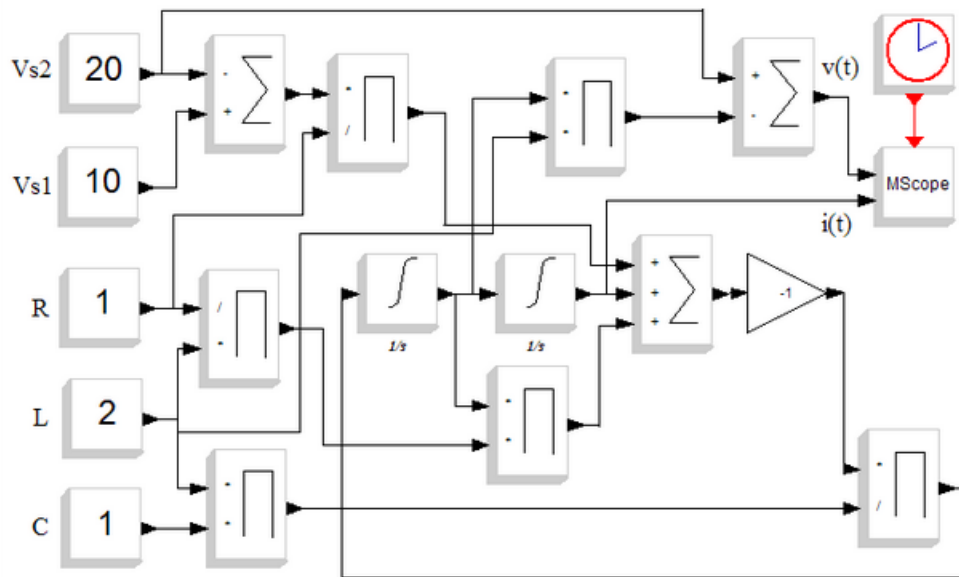 Vs2
20
-
+
*
/
*
*
+
-
v(t)
MScope
Vs1
10
i(t)
R
1
/
*
1/s
1/s
+
+
+
-1
L
2
*
*
*
*
C
1
*
/